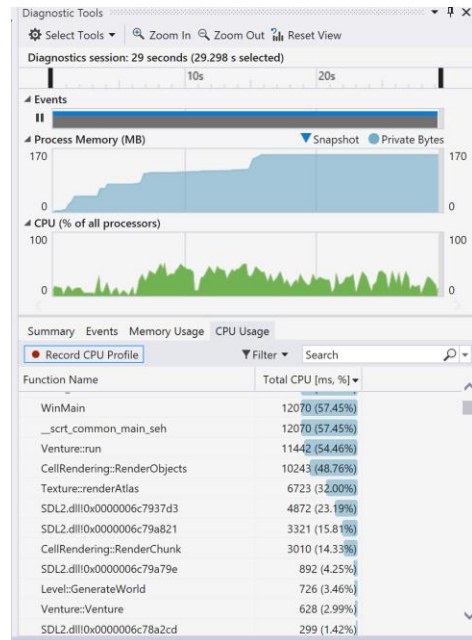 Diagnostic Tools
Select Tools Zoom In Zoom Out Reset View
Diagnostics session: 29 seconds (29.298 s selected)
10s 20s
Events
Process Memory (MB) Snapshot Private Bytes
170 170
0 0
CPU (% of all processors)
100 100
0 0
Summary Events Memory Usage CPU Usage
Record CPU Profile Filter Search
Function Name Total CPU [ms, %]
WinMain 12070 (57.45%)
__scrt_common_main_seh 12070 (57.45%)
Venture::run 11442 (54.46%)
CellRendering::RenderObjects 10243 (48.76%)
Texture::renderAtlas 6723 (32.00%)
SDL2.dll!0x0000006c7937d3 4872 (23.19%)
SDL2.dll!0x0000006c79a821 3321 (15.81%)
CellRendering::RenderChunk 3010 (14.33%)
SDL2.dll!0x0000006c79a79e 892 (4.25%)
Level::GenerateWorld 726 (3.46%)
Venture::Venture 628 (2.99%)
SDL2.dll!0x0000006c78a2cd 299 (1.42%)